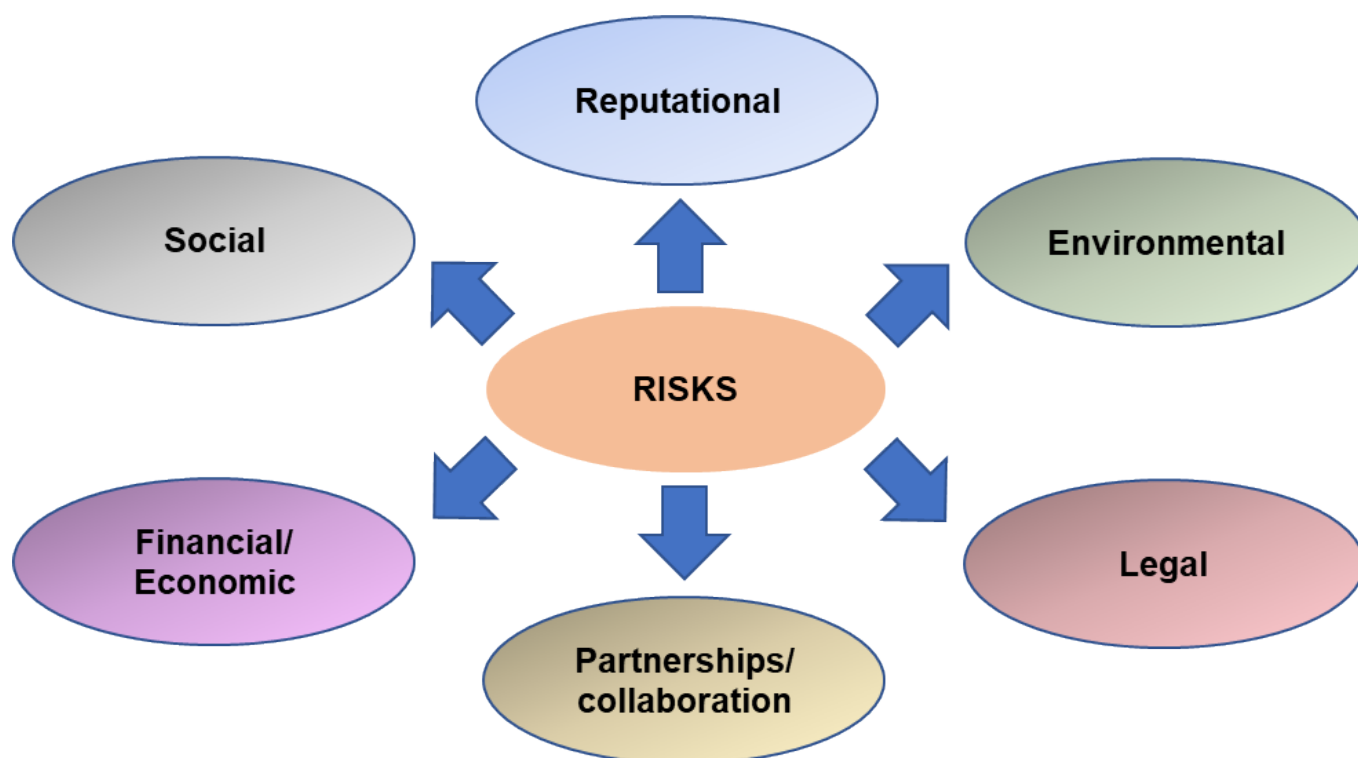 Reputational
Social
Environmental
RISKS
Financial/
Economic
Legal
Partnerships/
collaboration